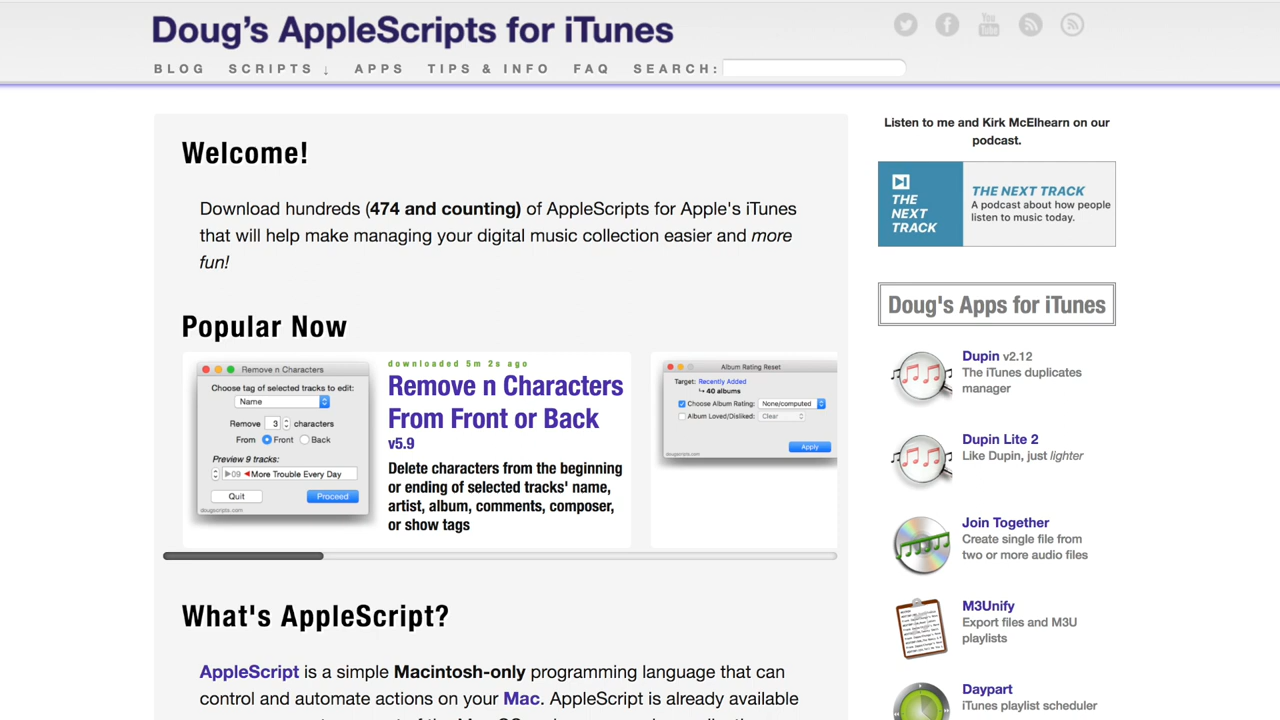 Doug's AppleScripts for iTunes
BLOG SCRIPTS ↓ APPS TIPS & INFO FAQ SEARCH:
Welcome!
Download hundreds (474 and counting) of AppleScripts for Apple's iTunes
that will help make managing your digital music collection easier and more
fun!
Popular Now
Remove n Characters
Choose tag of selected tracks to edit:
Name
Remove 3 characters
From Front Back
Preview 9 tracks:
▶09 ◀More Trouble Every Day
Quit Proceed
dougscripts.com
downloaded 5m 2s ago
Remove n Characters
From Front or Back
v5.9
Delete characters from the beginning
or ending of selected tracks' name,
artist, album, comments, composer,
or show tags
Album Rating Reset
Target: Recently Added
↳ 40 albums
Choose Album Rating: None/computed
Album Loved/Disliked: Clear
Apply
dougscripts.com
What's AppleScript?
AppleScript is a simple Macintosh-only programming language that can
control and automate actions on your Mac. AppleScript is already available
You Tube
Listen to me and Kirk McElhearn on our
podcast.
THE
NEXT
TRACK
THE NEXT TRACK
A podcast about how people
listen to music today.
Doug's Apps for iTunes
Dupin v2.12
The iTunes duplicates
manager
Dupin Lite 2
Like Dupin, just lighter
Join Together
Create single file from
two or more audio files
M3Unify
Export files and M3U
playlists
Daypart
iTunes playlist scheduler